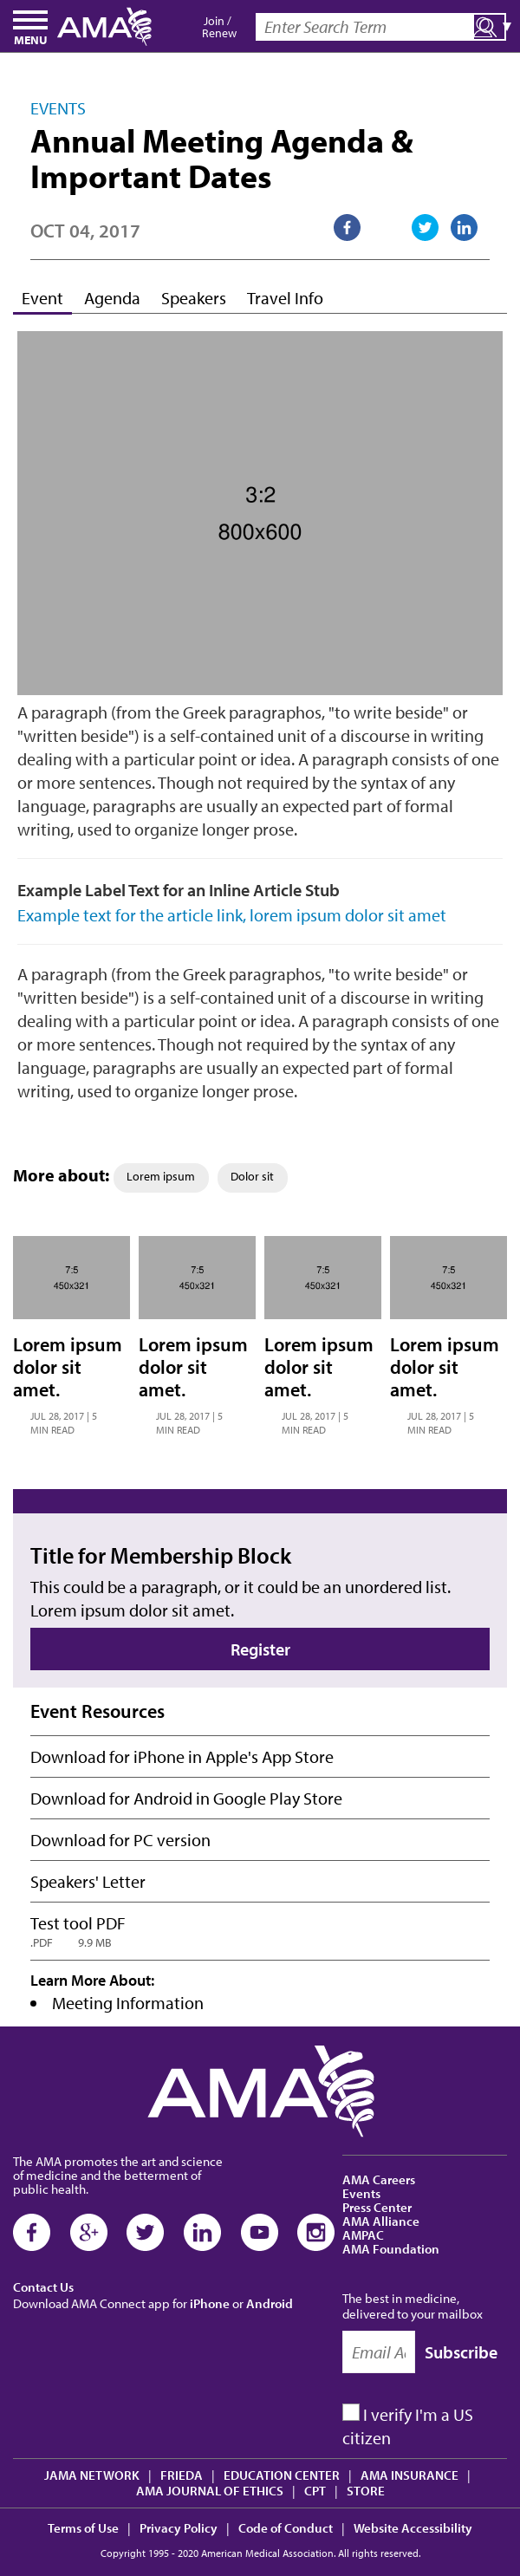 MENU
AMA
Join /
Renew
Enter Search Term
EVENTS
Annual Meeting Agenda &
Important Dates
OCT 04, 2017
Event Agenda Speakers Travel Info
3:2
800x600
A paragraph (from the Greek paragraphos, "to write beside" or
"written beside") is a self-contained unit of a discourse in writing
dealing with a particular point or idea. A paragraph consists of one
or more sentences. Though not required by the syntax of any
language, paragraphs are usually an expected part of formal
writing, used to organize longer prose.
Example Label Text for an Inline Article Stub
Example text for the article link, lorem ipsum dolor sit amet
A paragraph (from the Greek paragraphos, "to write beside" or
"written beside") is a self-contained unit of a discourse in writing
dealing with a particular point or idea. A paragraph consists of one
or more sentences. Though not required by the syntax of any
language, paragraphs are usually an expected part of formal
writing, used to organize longer prose.
More about: Lorem ipsum Dolor sit
7:5
450x321
Lorem ipsum
dolor sit
amet.
JUL 28, 2017 | 5
MIN READ
7:5
450x321
Lorem ipsum
dolor sit
amet.
JUL 28, 2017 | 5
MIN READ
7:5
450x321
Lorem ipsum
dolor sit
amet.
JUL 28, 2017 | 5
MIN READ
7:5
450x321
Lorem ipsum
dolor sit
amet.
JUL 28, 2017 | 5
MIN READ
Title for Membership Block
This could be a paragraph, or it could be an unordered list.
Lorem ipsum dolor sit amet.
Register
Event Resources
Download for iPhone in Apple's App Store
Download for Android in Google Play Store
Download for PC version
Speakers' Letter
Test tool PDF
.PDF 9.9 MB
Learn More About:
• Meeting Information
AMA
The AMA promotes the art and science
of medicine and the betterment of
public health.
Contact Us
Download AMA Connect app for iPhone or Android
AMA Careers
Events
Press Center
AMA Alliance
AMPAC
AMA Foundation
The best in medicine,
delivered to your mailbox
Email Ad Subscribe
I verify I'm a US
citizen
JAMA NETWORK | FRIEDA | EDUCATION CENTER | AMA INSURANCE |
AMA JOURNAL OF ETHICS | CPT | STORE
Terms of Use | Privacy Policy | Code of Conduct | Website Accessibility
Copyright 1995 - 2020 American Medical Association. All rights reserved.